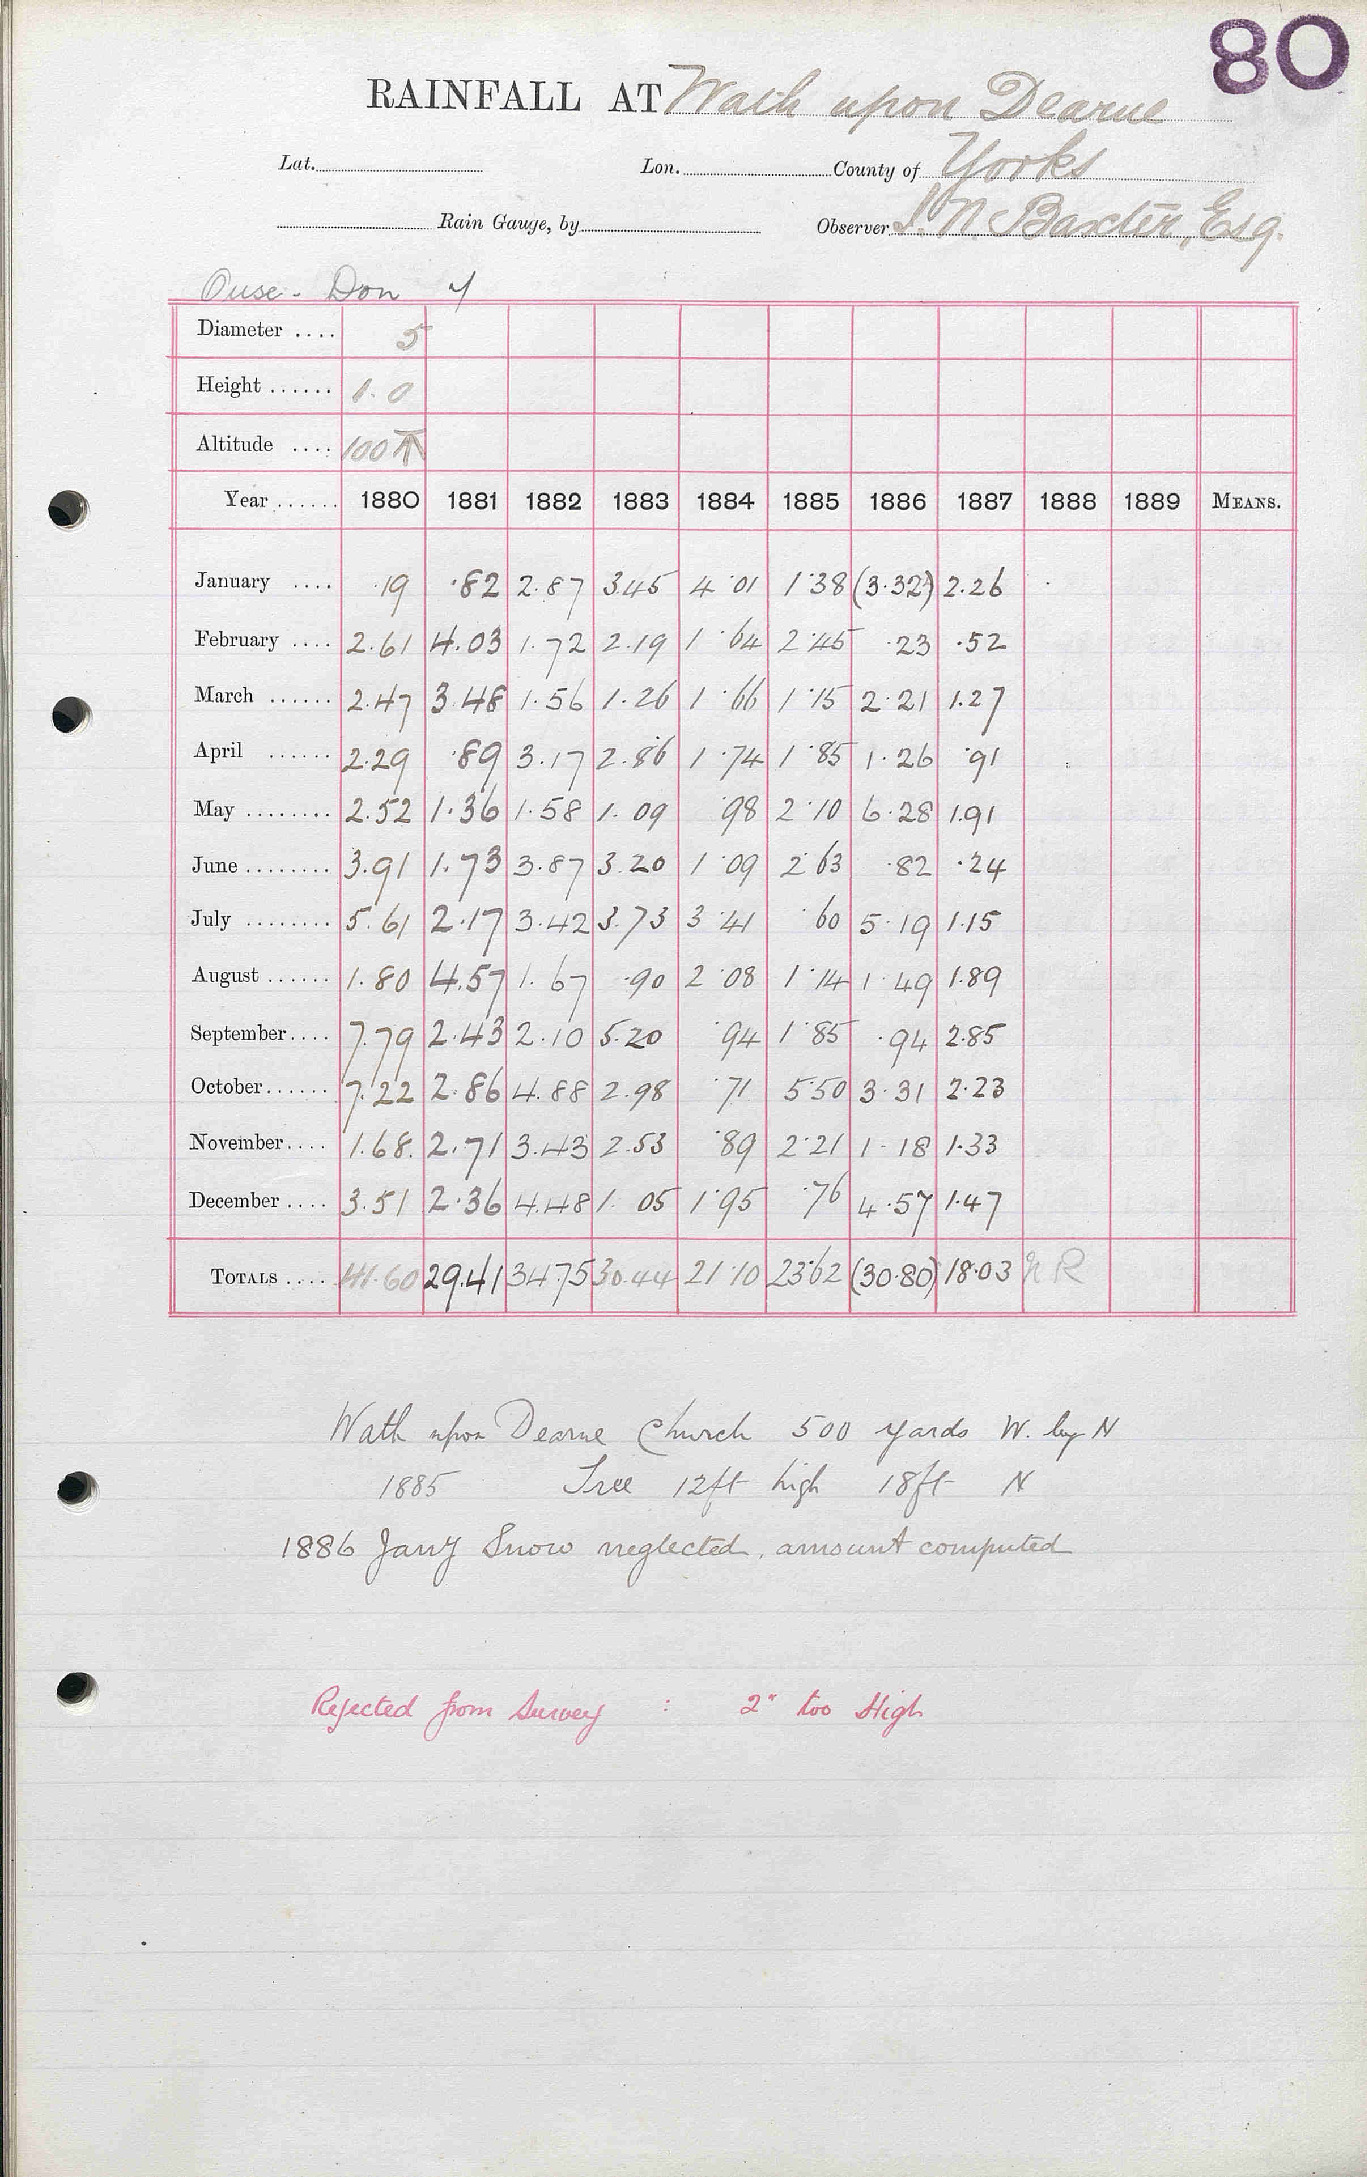 80
RAINFALL AT Wath upon Dearne
Lat. Lon. County of Yorks
Rain Gauge, by Observer J. N. Baxter, Esq.
Ouse - Don
Diameter .... 5
Height ...... 1.0
Altitude .... 100
Year ...... 1880 1881 1882 1883 1884 1885 1886 1887 1888 1889 MEANS.
January .... .19 .82 2.87 3.45 4.01 1.38 (3.32) 2.26
February .... 2.61 4.03 1.72 2.19 1.64 2.45 .23 .52
March ...... 2.47 3.48 1.56 1.26 1.66 1.15 2.21 1.27
April ...... 2.29 .89 3.17 2.86 1.74 1.85 1.26 .91
May ........ 2.52 1.36 1.58 1.09 .98 2.10 6.28 1.91
June ........ 3.91 1.73 3.87 3.20 1.09 2.63 .82 .24
July ........ 5.61 2.17 3.42 3.73 3.41 .60 5.19 1.15
August ...... 1.80 4.57 1.67 .90 2.08 1.14 1.49 1.89
September .... 7.79 2.43 2.10 5.20 .94 1.85 .94 2.85
October ...... 7.22 2.86 4.88 2.98 .71 5.50 3.31 2.23
November .... 1.68. 2.71 3.43 2.53 .89 2.21 1.18 1.33
December .... 3.51 2.36 4.48 1.05 1.95 .76 4.57 1.47
TOTALS .... 41.60 29.41 34.75 30.44 21.10 23.62 (30.80) 18.03 N R
Wath upon Dearne Church 500 yards W. by N
1885 Tree 12ft high 18ft N
1886 Jany Snow neglected, amount computed
Rejected from Survey : 2" too High